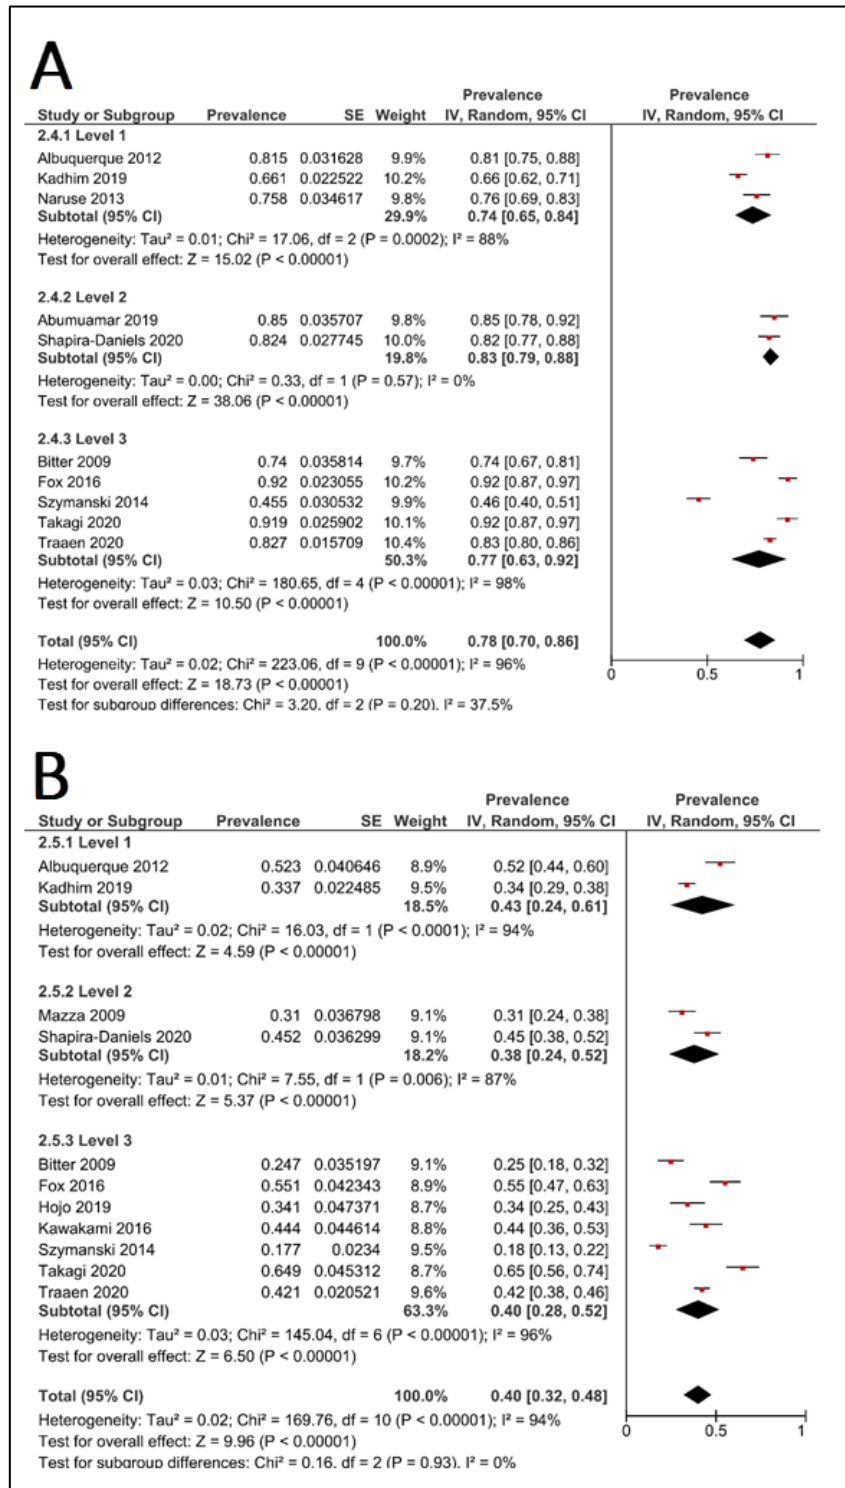 A
Prevalence Prevalence
Study or Subgroup Prevalence SE Weight IV, Random, 95% CI IV, Random, 95% CI
2.4.1 Level 1
Albuquerque 2012 0.815 0.031628 9.9% 0.81 [0.75, 0.88]
Kadhim 2019 0.661 0.022522 10.2% 0.66 [0.62, 0.71]
Naruse 2013 0.758 0.034617 9.8% 0.76 [0.69, 0.83]
Subtotal (95% CI) 29.9% 0.74 [0.65, 0.84]
Heterogeneity: Tau² = 0.01; Chi² = 17.06, df = 2 (P = 0.0002); I² = 88%
Test for overall effect: Z = 15.02 (P < 0.00001)
2.4.2 Level 2
Abumuamar 2019 0.85 0.035707 9.8% 0.85 [0.78, 0.92]
Shapira-Daniels 2020 0.824 0.027745 10.0% 0.82 [0.77, 0.88]
Subtotal (95% CI) 19.8% 0.83 [0.79, 0.88]
Heterogeneity: Tau² = 0.00; Chi² = 0.33, df = 1 (P = 0.57); I² = 0%
Test for overall effect: Z = 38.06 (P < 0.00001)
2.4.3 Level 3
Bitter 2009 0.74 0.035814 9.7% 0.74 [0.67, 0.81]
Fox 2016 0.92 0.023055 10.2% 0.92 [0.87, 0.97]
Szymanski 2014 0.455 0.030532 9.9% 0.46 [0.40, 0.51]
Takagi 2020 0.919 0.025902 10.1% 0.92 [0.87, 0.97]
Traaen 2020 0.827 0.015709 10.4% 0.83 [0.80, 0.86]
Subtotal (95% CI) 50.3% 0.77 [0.63, 0.92]
Heterogeneity: Tau² = 0.03; Chi² = 180.65, df = 4 (P < 0.00001); I² = 98%
Test for overall effect: Z = 10.50 (P < 0.00001)
Total (95% CI) 100.0% 0.78 [0.70, 0.86]
Heterogeneity: Tau² = 0.02; Chi² = 223.06, df = 9 (P < 0.00001); I² = 96%
0 0.5 1
Test for overall effect: Z = 18.73 (P < 0.00001)
Test for subgroup differences: Chi² = 3.20, df = 2 (P = 0.20), I² = 37.5%
B
Prevalence Prevalence
Study or Subgroup Prevalence SE Weight IV, Random, 95% CI IV, Random, 95% CI
2.5.1 Level 1
Albuquerque 2012 0.523 0.040646 8.9% 0.52 [0.44, 0.60]
Kadhim 2019 0.337 0.022485 9.5% 0.34 [0.29, 0.38]
Subtotal (95% CI) 18.5% 0.43 [0.24, 0.61]
Heterogeneity: Tau² = 0.02; Chi² = 16.03, df = 1 (P < 0.0001); I² = 94%
Test for overall effect: Z = 4.59 (P < 0.00001)
2.5.2 Level 2
Mazza 2009 0.31 0.036798 9.1% 0.31 [0.24, 0.38]
Shapira-Daniels 2020 0.452 0.036299 9.1% 0.45 [0.38, 0.52]
Subtotal (95% CI) 18.2% 0.38 [0.24, 0.52]
Heterogeneity: Tau² = 0.01; Chi² = 7.55, df = 1 (P = 0.006); I² = 87%
Test for overall effect: Z = 5.37 (P < 0.00001)
2.5.3 Level 3
Bitter 2009 0.247 0.035197 9.1% 0.25 [0.18, 0.32]
Fox 2016 0.551 0.042343 8.9% 0.55 [0.47, 0.63]
Hojo 2019 0.341 0.047371 8.7% 0.34 [0.25, 0.43]
Kawakami 2016 0.444 0.044614 8.8% 0.44 [0.36, 0.53]
Szymanski 2014 0.177 0.0234 9.5% 0.18 [0.13, 0.22]
Takagi 2020 0.649 0.045312 8.7% 0.65 [0.56, 0.74]
Traaen 2020 0.421 0.020521 9.6% 0.42 [0.38, 0.46]
Subtotal (95% CI) 63.3% 0.40 [0.28, 0.52]
Heterogeneity: Tau² = 0.03; Chi² = 145.04, df = 6 (P < 0.00001); I² = 96%
Test for overall effect: Z = 6.50 (P < 0.00001)
Total (95% CI) 100.0% 0.40 [0.32, 0.48]
Heterogeneity: Tau² = 0.02; Chi² = 169.76, df = 10 (P < 0.00001); I² = 94%
0 0.5 1
Test for overall effect: Z = 9.96 (P < 0.00001)
Test for subgroup differences: Chi² = 0.16, df = 2 (P = 0.93), I² = 0%